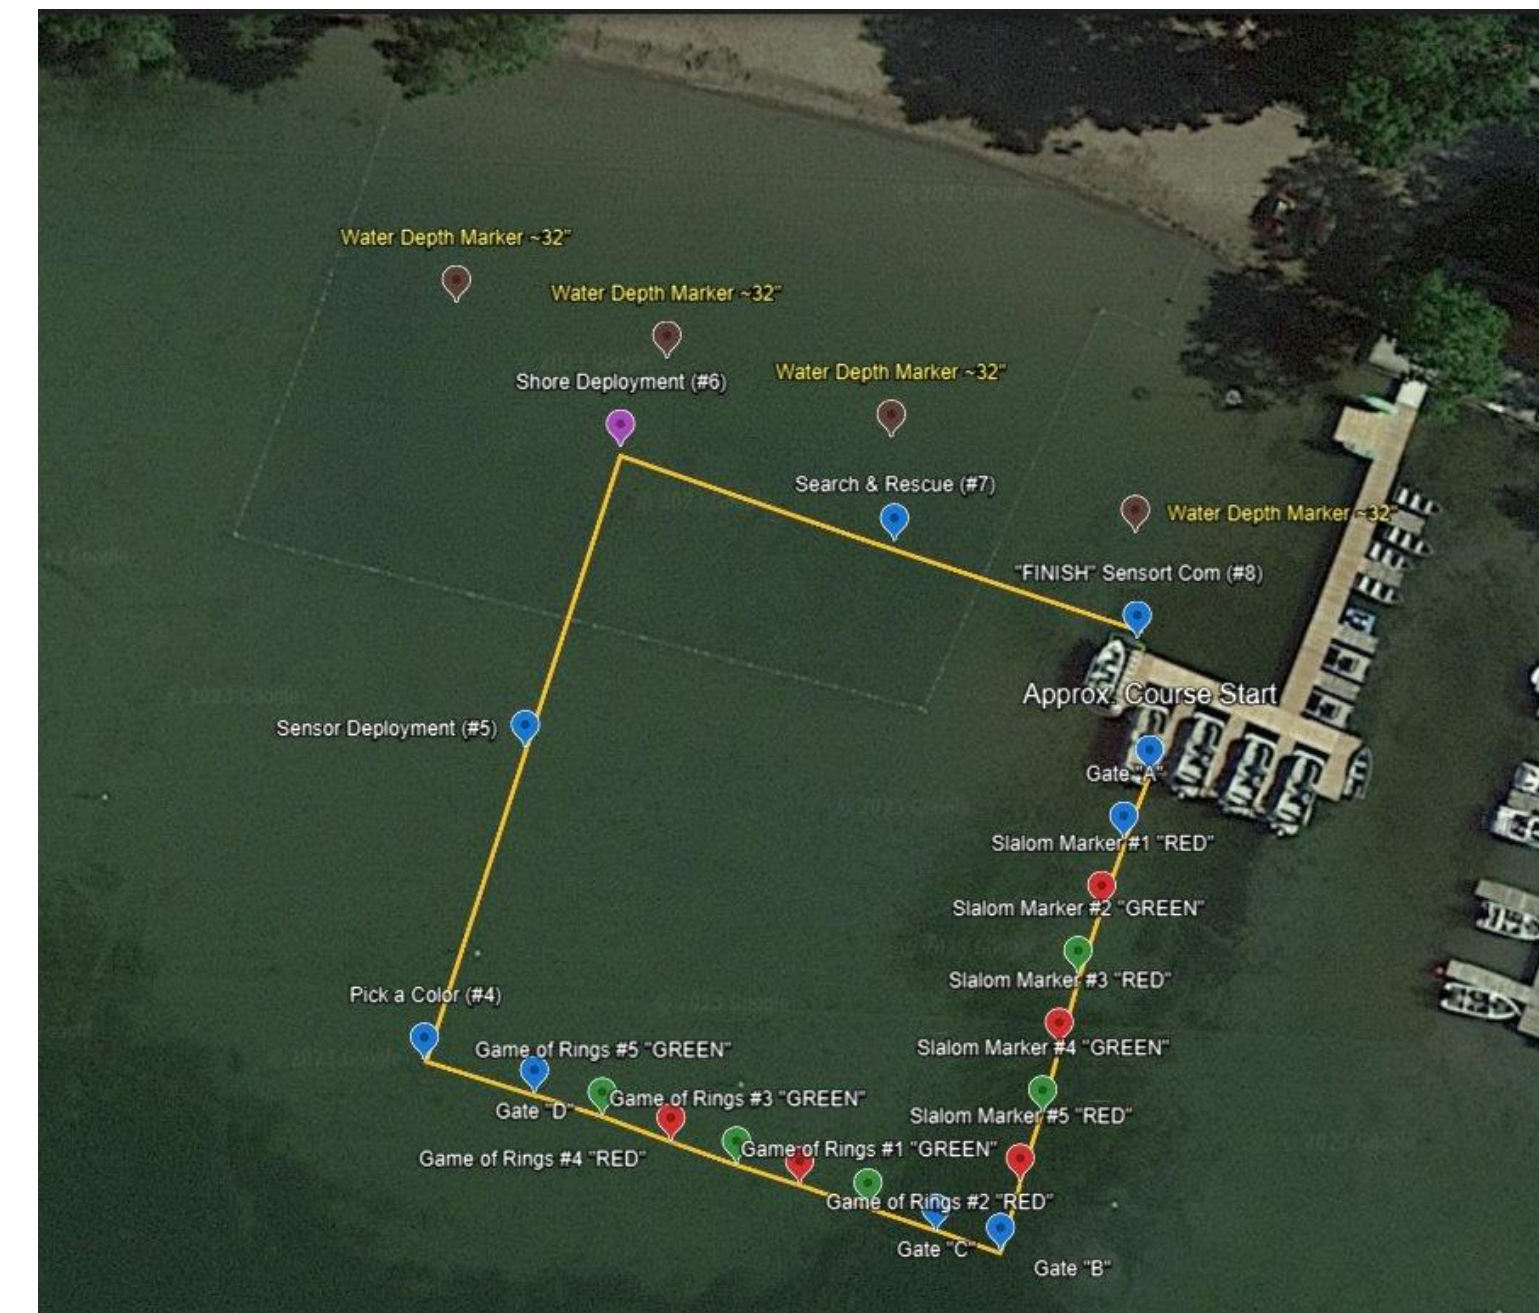 Water Depth Marker ~32"
Water Depth Marker ~32"
Shore Deployment (#6)
Water Depth Marker ~32"
Search & Rescue (#7)
Water Depth Marker ~32"
"FINISH" Sensort Com (#8)
Approx. Course Start
Sensor Deployment (#5)
Gate "A"
Slalom Marker #1 "RED"
Slalom Marker #2 "GREEN"
Slalom Marker #3 "RED"
Pick a Color (#4)
Slalom Marker #4 "GREEN"
Game of Rings #5 "GREEN"
Game of Rings #3 "GREEN"
Gate "D"
Slalom Marker #5 "RED"
Game of Rings #1 "GREEN"
Game of Rings #4 "RED"
Game of Rings #2 "RED"
Gate "C"
Gate "B"